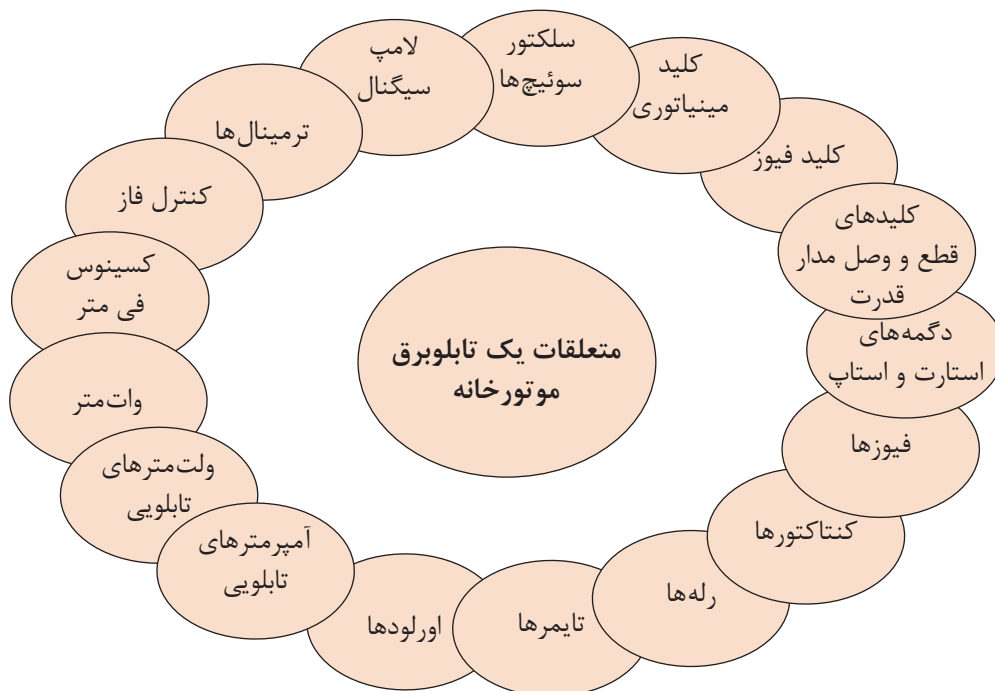 متعلقات یک تابلوبرق
موتورخانه
سلکتور
سوئیچ‌ها
کلید
مینیاتوری
کلید فیوز
کلیدهای
قطع و وصل مدار
قدرت
دگمه‌های
استارت و استاپ
فیوزها
کنتاکتورها
رله‌ها
تایمرها
اورلودها
آمپرمترهای
تابلویی
ولت‌مترهای
تابلویی
وات‌متر
کسینوس
فی متر
کنترل فاز
ترمینال‌ها
لامپ
سیگنال